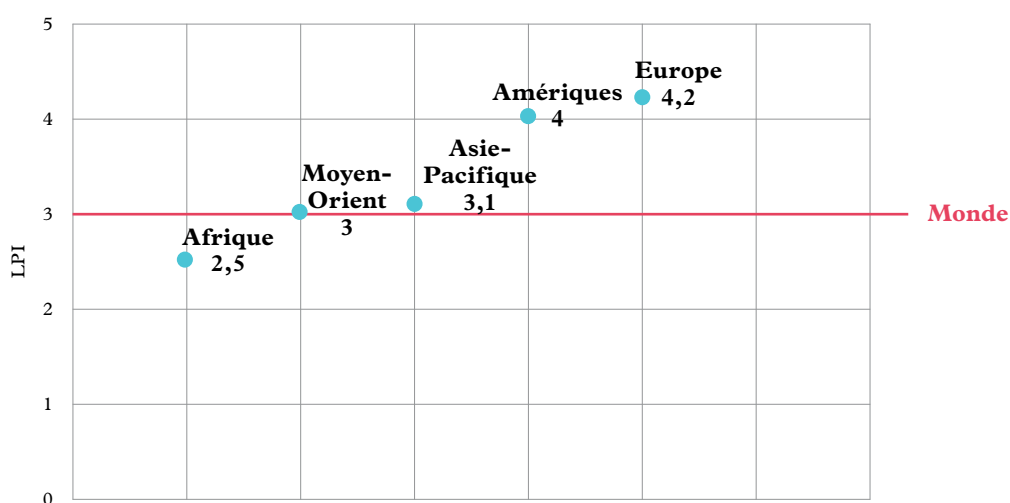 5
Europe
4,2
Amériques
4
4
Asie-
Pacifique
3,1
Moyen-
Orient
3
3
Monde
Afrique
2,5
LPI
2
1
0